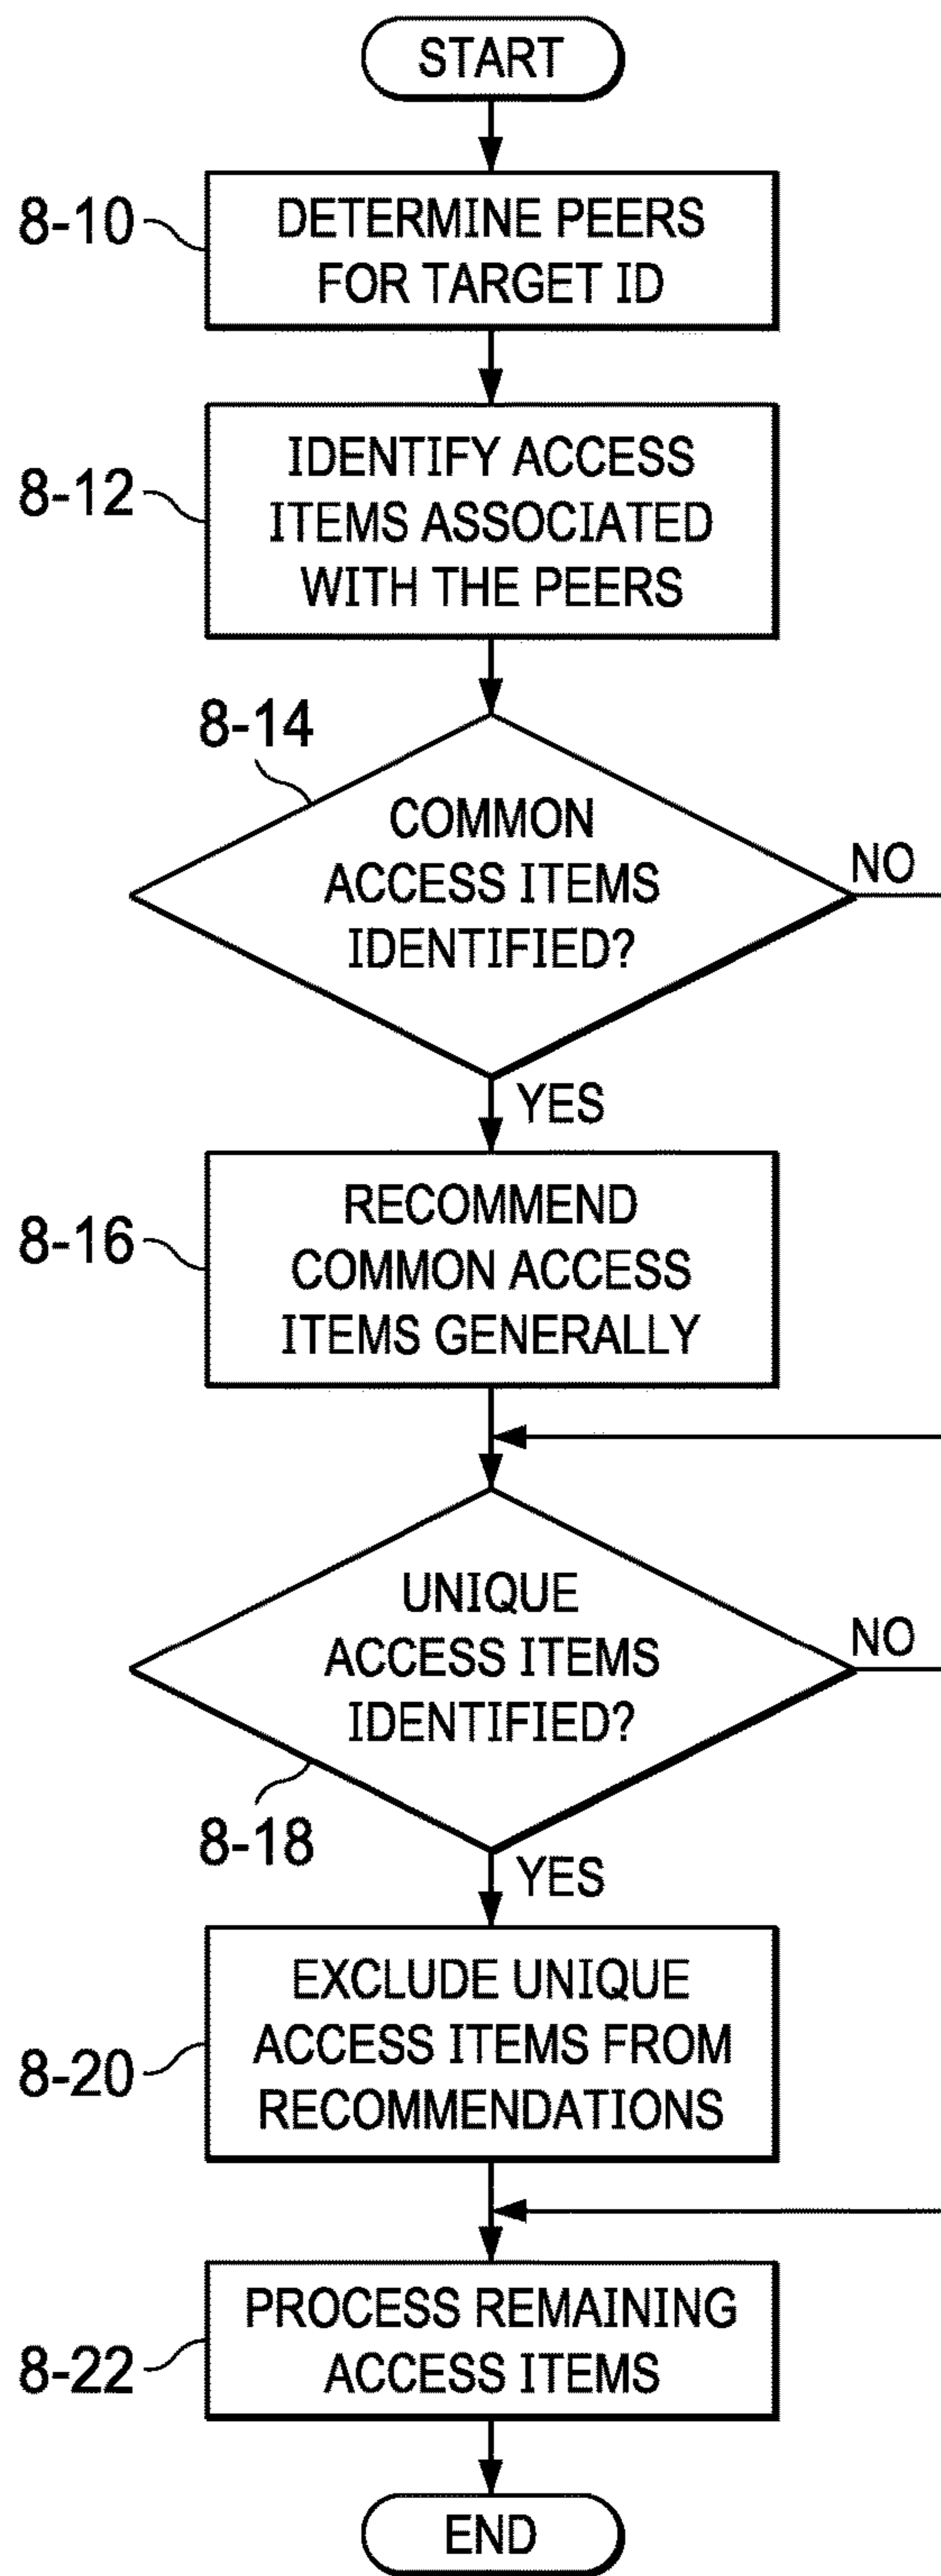 START
8-10
DETERMINE PEERS
FOR TARGET ID
8-12
IDENTIFY ACCESS
ITEMS ASSOCIATED
WITH THE PEERS
8-14
COMMON
ACCESS ITEMS
IDENTIFIED?
NO
YES
8-16
RECOMMEND
COMMON ACCESS
ITEMS GENERALLY
UNIQUE
ACCESS ITEMS
IDENTIFIED?
NO
8-18
YES
8-20
EXCLUDE UNIQUE
ACCESS ITEMS FROM
RECOMMENDATIONS
8-22
PROCESS REMAINING
ACCESS ITEMS
END